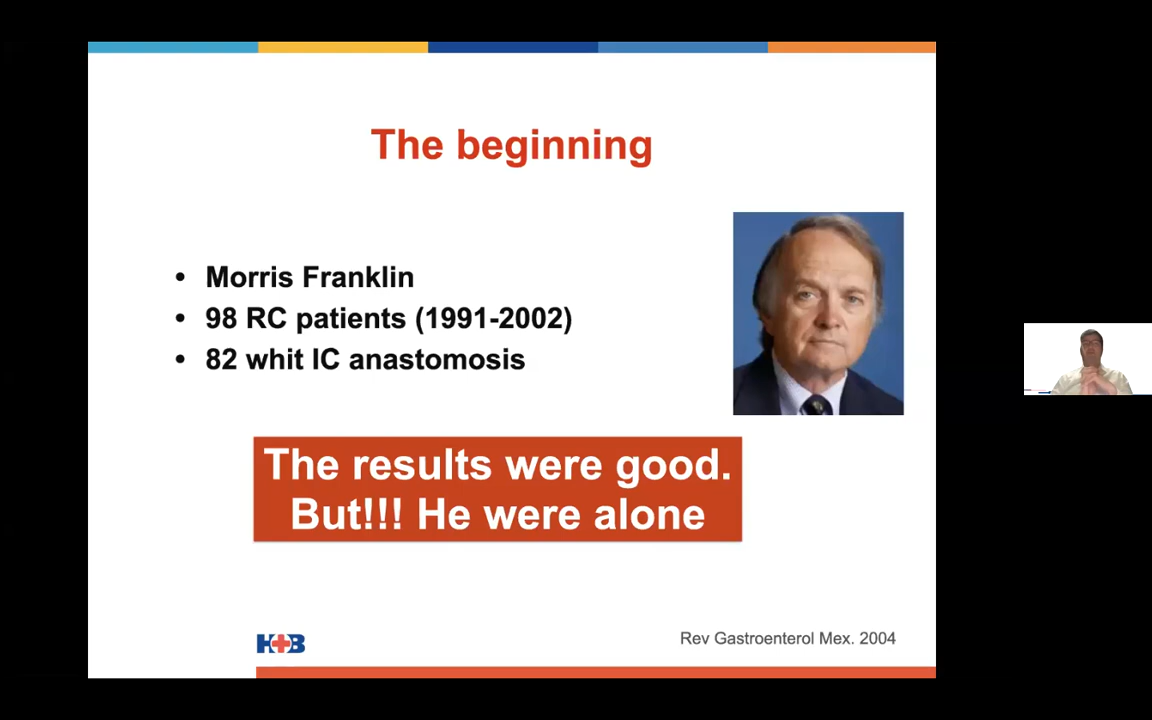 The beginning
• Morris Franklin
• 98 RC patients (1991-2002)
• 82 whit IC anastomosis
The results were good.
But!!! He were alone
H+B
Rev Gastroenterol Mex. 2004